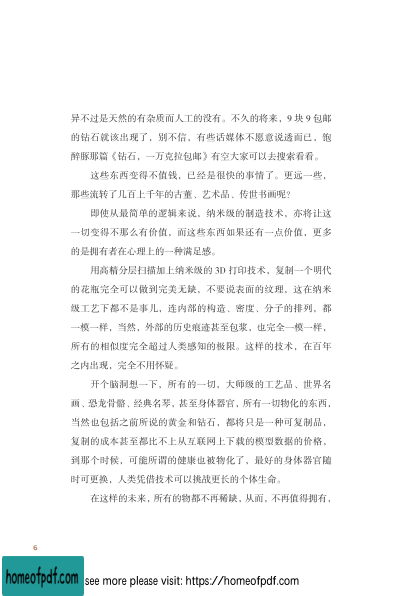 异不过是天然的有杂质而人工的没有。不久的将来，9 块 9 包邮
的钻石就该出现了，别不信，有些话媒体不愿意说透而已，饱
醉豚那篇《钻石，一万克拉包邮》有空大家可以去搜索看看。
这些东西变得不值钱，已经是很快的事情了。更远一些，
那些流转了几百上千年的古董、艺术品、传世书画呢？
即使从最简单的逻辑来说，纳米级的制造技术，亦将让这
一切变得不那么有价值，而这些东西如果还有一点价值，更多
的是拥有者在心理上的一种满足感。
用高精分层扫描加上纳米级的 3D 打印技术，复制一个明代
的花瓶完全可以做到完美无缺，不要说表面的纹理，这在纳米
级工艺下都不是事儿，连内部的构造、密度、分子的排列，都
一模一样，当然，外部的历史痕迹甚至包浆，也完全一模一样，
所有的相似度完全超过人类感知的极限。这样的技术，在百年
之内出现，完全不用怀疑。
开个脑洞想一下，所有的一切，大师级的工艺品、世界名
画、恐龙骨骼、经典名琴，甚至身体器官，所有一切物化的东西，
当然也包括之前所说的黄金和钻石，都将只是一种可复制品，
复制的成本甚至都比不上从互联网上下载的模型数据的价格，
到那个时候，可能所谓的健康也被物化了，最好的身体器官随
时可更换，人类凭借技术可以挑战更长的个体生命。
在这样的未来，所有的物都不再稀缺，从而，不再值得拥有，
6
homeofpdf.com
see more please visit: https://homeofpdf.com